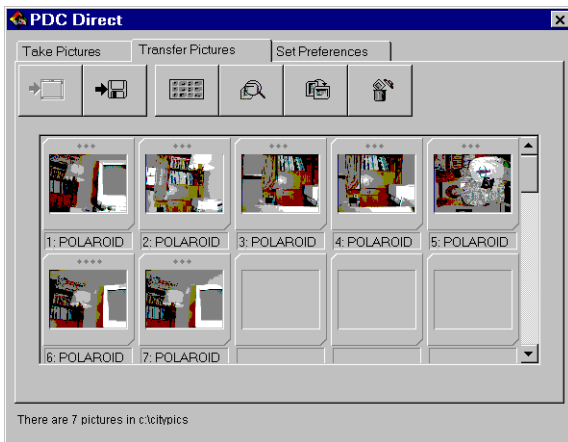 PDC Direct
Take Pictures Transfer Pictures Set Preferences
1: POLAROID 2: POLAROID 3: POLAROID 4: POLAROID 5: POLAROID
6: POLAROID 7: POLAROID
There are 7 pictures in c:\citypics